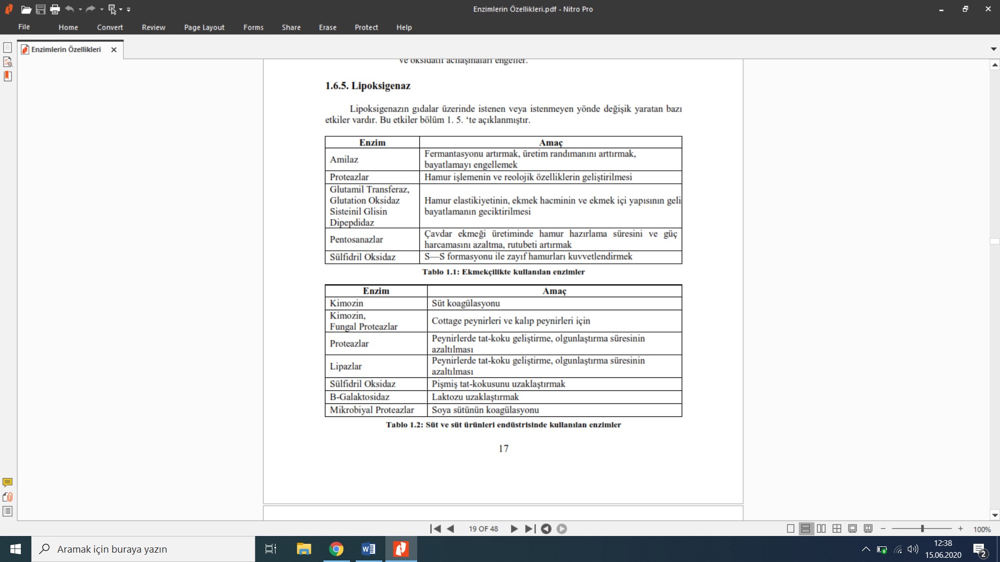 Enzimlerin Özellikleri.pdf - Nitro Pro
File Home Convert Review Page Layout Forms Share Erase Protect Help
Enzimlerin Özellikleri
ve oksidatif acılaşmaları engeller.
1.6.5. Lipoksigenaz
Lipoksigenazın gıdalar üzerinde istenen veya istenmeyen yönde değişik yaratan bazı
etkiler vardır. Bu etkiler bölüm 1. 5. ‘te açıklanmıştır.
Enzim Amaç
Amilaz
Fermantasyonu artırmak, üretim randımanını arttırmak,
bayatlamayı engellemek
Proteazlar Hamur işlemenin ve reolojik özelliklerin geliştirilmesi
Glutamil Transferaz,
Glutation Oksidaz
Sisteinil Glisin
Dipepdidaz
Hamur elastikiyetinin, ekmek hacminin ve ekmek içi yapısının geli
bayatlamanın geciktirilmesi
Pentosanazlar
Çavdar ekmeği üretiminde hamur hazırlama süresini ve güç
harcamasını azaltma, rutubeti artırmak
Sülfidril Oksidaz S—S formasyonu ile zayıf hamurları kuvvetlendirmek
Tablo 1.1: Ekmekçilikte kullanılan enzimler
Enzim Amaç
Kimozin Süt koagülasyonu
Kimozin,
Fungal Proteazlar
Cottage peynirleri ve kalıp peynirleri için
Proteazlar
Peynirlerde tat-koku geliştirme, olgunlaştırma süresinin
azaltılması
Lipazlar
Peynirlerde tat-koku geliştirme, olgunlaştırma süresinin
azaltılması
Sülfidril Oksidaz Pişmiş tat-kokusunu uzaklaştırmak
B-Galaktosidaz Laktozu uzaklaştırmak
Mikrobiyal Proteazlar Soya sütünün koagülasyonu
Tablo 1.2: Süt ve süt ürünleri endüstrisinde kullanılan enzimler
17
19 OF 48
100%
Aramak için buraya yazın
12:38
15.06.2020
2